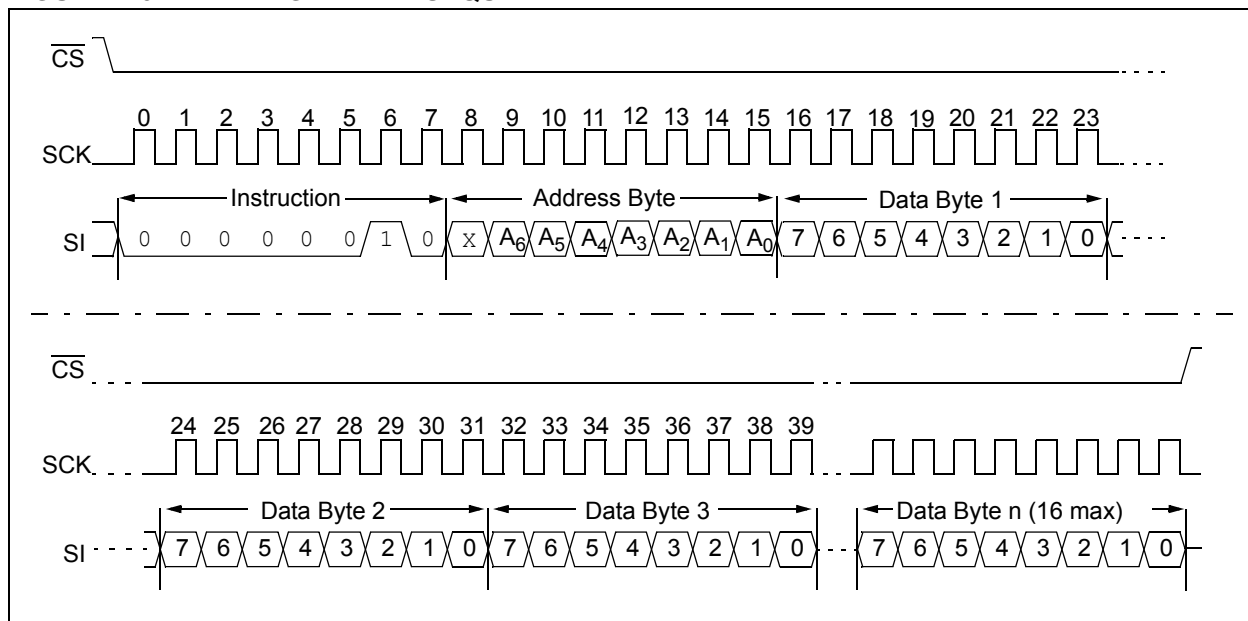 CS
0 1 2 3 4 5 6 7 8 9 10 11 12 13 14 15 16 17 18 19 20 21 22 23
SCK
Instruction Address Byte Data Byte 1
SI 0 0 0 0 0 0 1 0 X A6 A5 A4 A3 A2 A1 A0 7 6 5 4 3 2 1 0
CS
24 25 26 27 28 29 30 31 32 33 34 35 36 37 38 39
SCK
Data Byte 2 Data Byte 3 Data Byte n (16 max)
SI 7 6 5 4 3 2 1 0 7 6 5 4 3 2 1 0 7 6 5 4 3 2 1 0